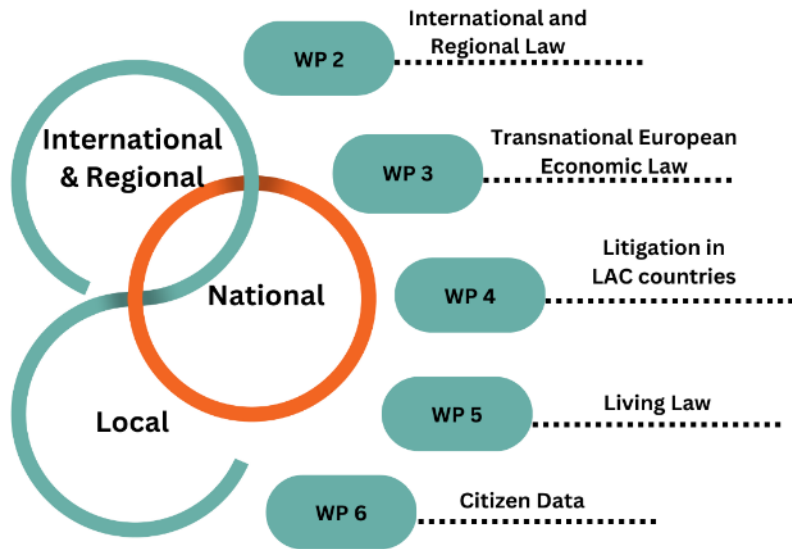 International and
Regional Law
WP 2
International
& Regional
Transnational European
Economic Law
WP 3
National
Litigation in
LAC countries
WP 4
Local
Living Law
WP 5
Citizen Data
WP 6